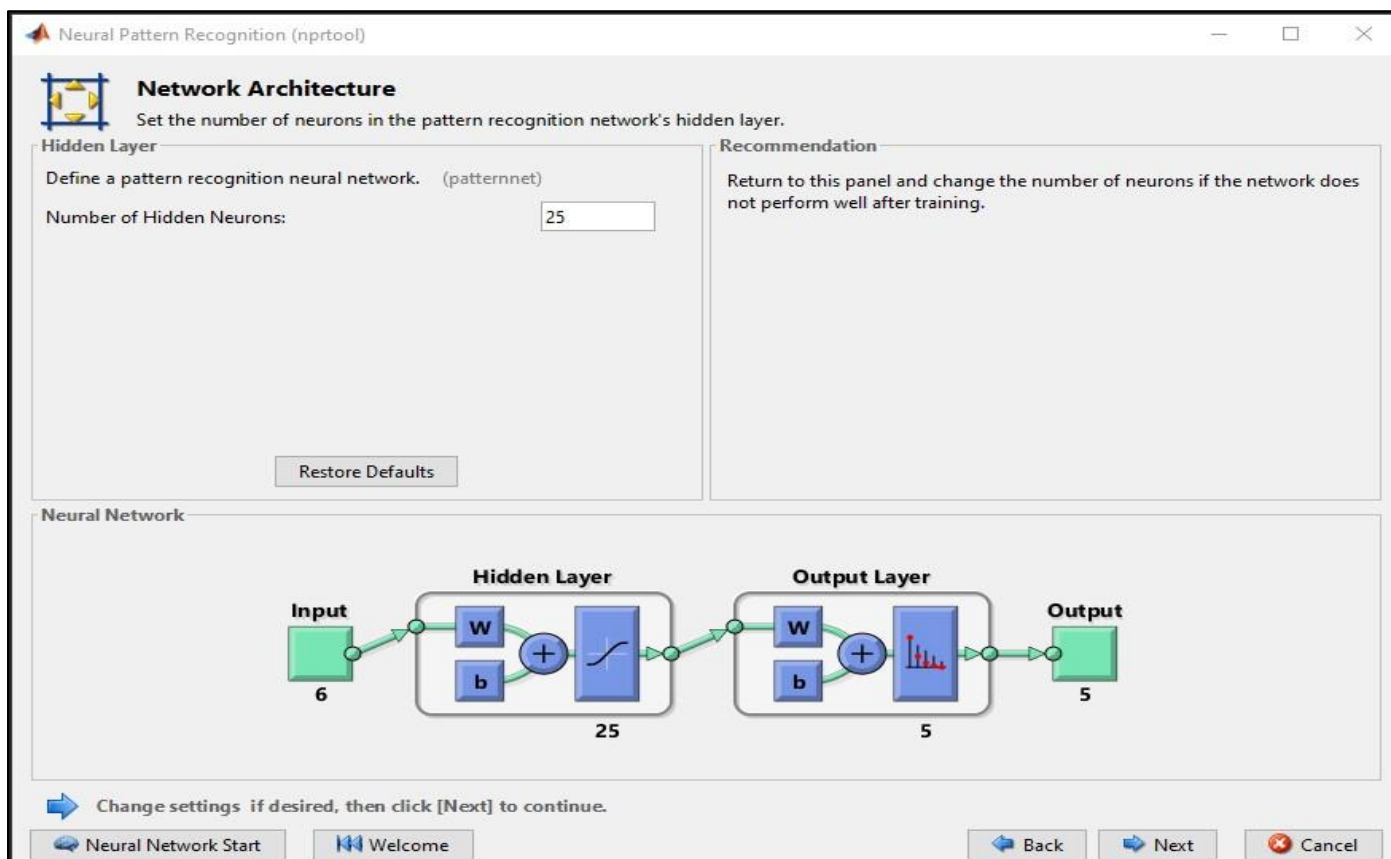 Neural Pattern Recognition (nprtool)
Network Architecture
Set the number of neurons in the pattern recognition network's hidden layer.
Hidden Layer
Define a pattern recognition neural network. (patternnet)
Number of Hidden Neurons: 25
Restore Defaults
Recommendation
Return to this panel and change the number of neurons if the network does
not perform well after training.
Neural Network
Hidden Layer
Output Layer
Input
Output
W
W
b
b
6
5
25
5
Change settings if desired, then click [Next] to continue.
Neural Network Start
Welcome
Back
Next
Cancel